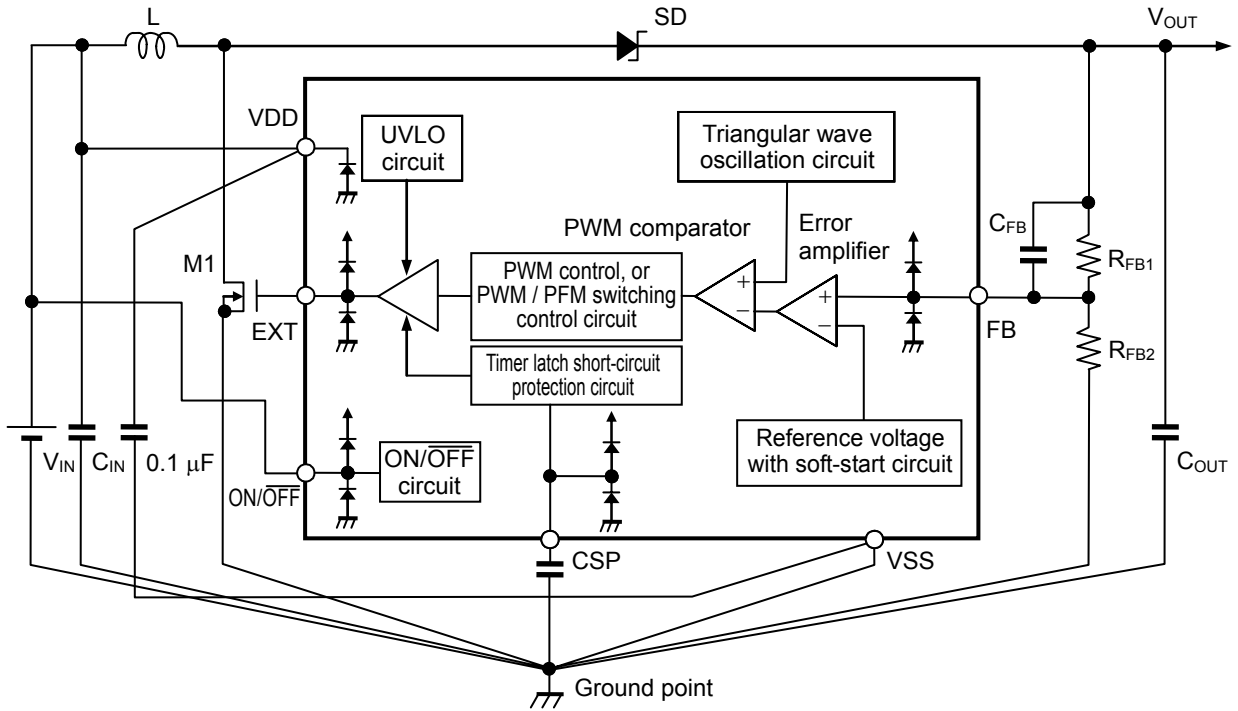 L
SD
VOUT
VDD
UVLO
circuit
Triangular wave
oscillation circuit
PWM comparator
Error
amplifier
CFB
RFB1
M1
PWM control, or
PWM / PFM switching
control circuit
+
−
+
−
EXT
FB
RFB2
Timer latch short-circuit
protection circuit
VIN
CIN
0.1 μF
ON/O̅F̅F̅
ON/O̅F̅F̅
circuit
Reference voltage
with soft-start circuit
COUT
CSP
VSS
Ground point